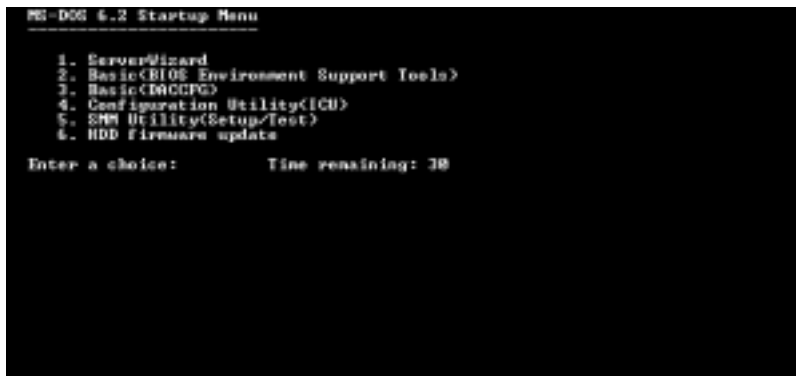 MS-DOS 6.2 Startup Menu
------------------------
1. ServerWizard
2. Basic(BIOS Environment Support Tools)
3. Basic(DACCFG)
4. Configuration Utility(ICU)
5. SMM Utility(Setup/Test)
6. HDD firmware update
Enter a choice: Time remaining: 30